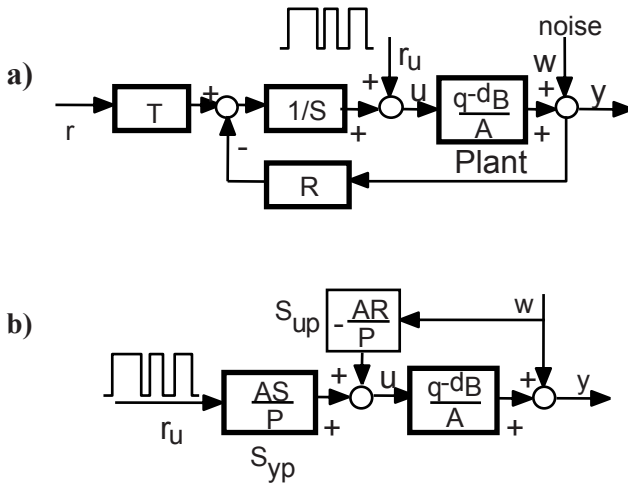 a)
r
T
+
-
1/S
+
+
r_u
u
q-dB
A
Plant
R
noise
w
+
+
y
b)
r_u
AS
P
S_yp
S_up
- AR
P
+
+
u
q-dB
A
w
+
+
y